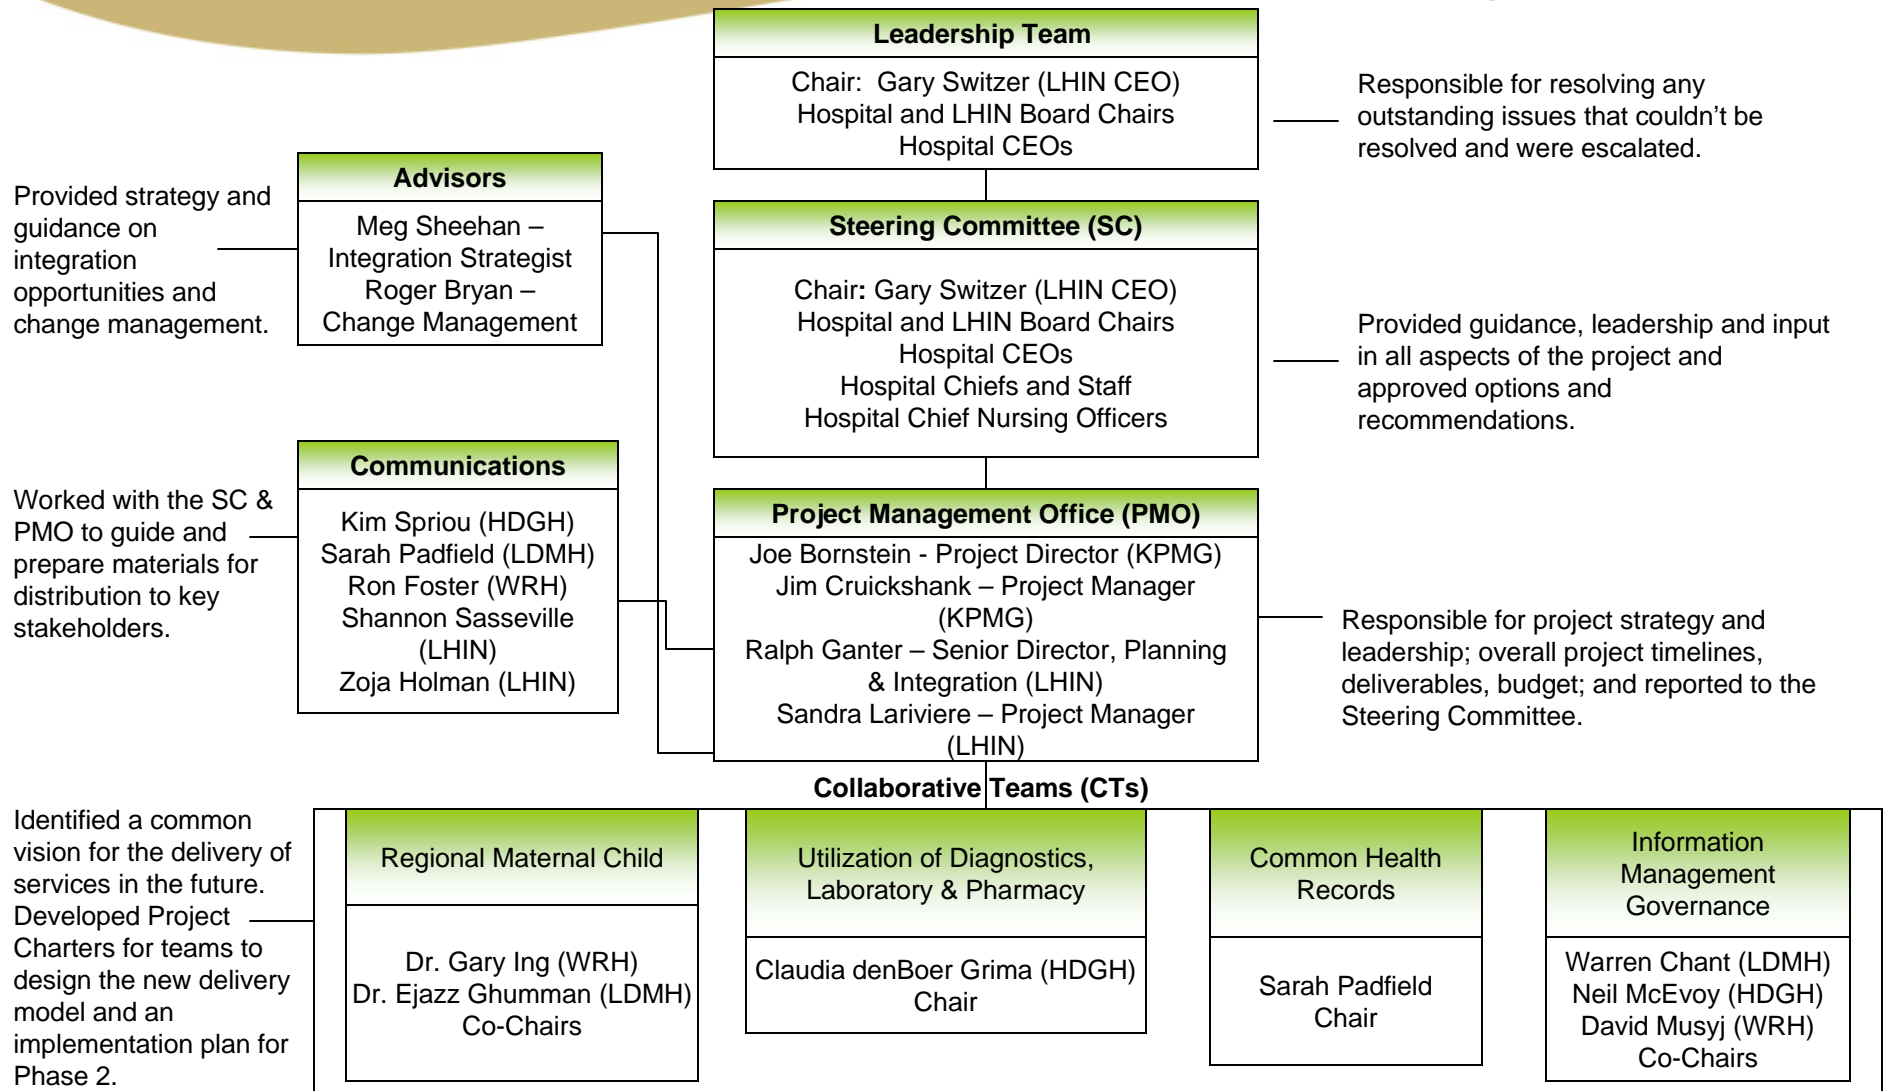 Leadership Team
Chair:  Gary Switzer (LHIN CEO)
Hospital and LHIN Board Chairs
Hospital CEOs
Responsible for resolving any
outstanding issues that couldn't be
resolved and were escalated.
Provided strategy and
guidance on
integration
opportunities and
change management.
Advisors
Meg Sheehan –
Integration Strategist
Roger Bryan –
Change Management
Steering Committee (SC)
Chair: Gary Switzer (LHIN CEO)
Hospital and LHIN Board Chairs
Hospital CEOs
Hospital Chiefs and Staff
Hospital Chief Nursing Officers
Provided guidance, leadership and input
in all aspects of the project and
approved options and
recommendations.
Worked with the SC &
PMO to guide and
prepare materials for
distribution to key
stakeholders.
Communications
Kim Spriou (HDGH)
Sarah Padfield (LDMH)
Ron Foster (WRH)
Shannon Sasseville
(LHIN)
Zoja Holman (LHIN)
Project Management Office (PMO)
Joe Bornstein - Project Director (KPMG)
Jim Cruickshank – Project Manager
(KPMG)
Ralph Ganter – Senior Director, Planning
& Integration (LHIN)
Sandra Lariviere – Project Manager
(LHIN)
Responsible for project strategy and
leadership; overall project timelines,
deliverables, budget; and reported to the
Steering Committee.
Collaborative Teams (CTs)
Identified a common
vision for the delivery of
services in the future.
Developed Project
Charters for teams to
design the new delivery
model and an
implementation plan for
Phase 2.
Regional Maternal Child
Dr. Gary Ing (WRH)
Dr. Ejazz Ghumman (LDMH)
Co-Chairs
Utilization of Diagnostics,
Laboratory & Pharmacy
Claudia denBoer Grima (HDGH)
Chair
Common Health
Records
Sarah Padfield
Chair
Information
Management
Governance
Warren Chant (LDMH)
Neil McEvoy (HDGH)
David Musyj (WRH)
Co-Chairs